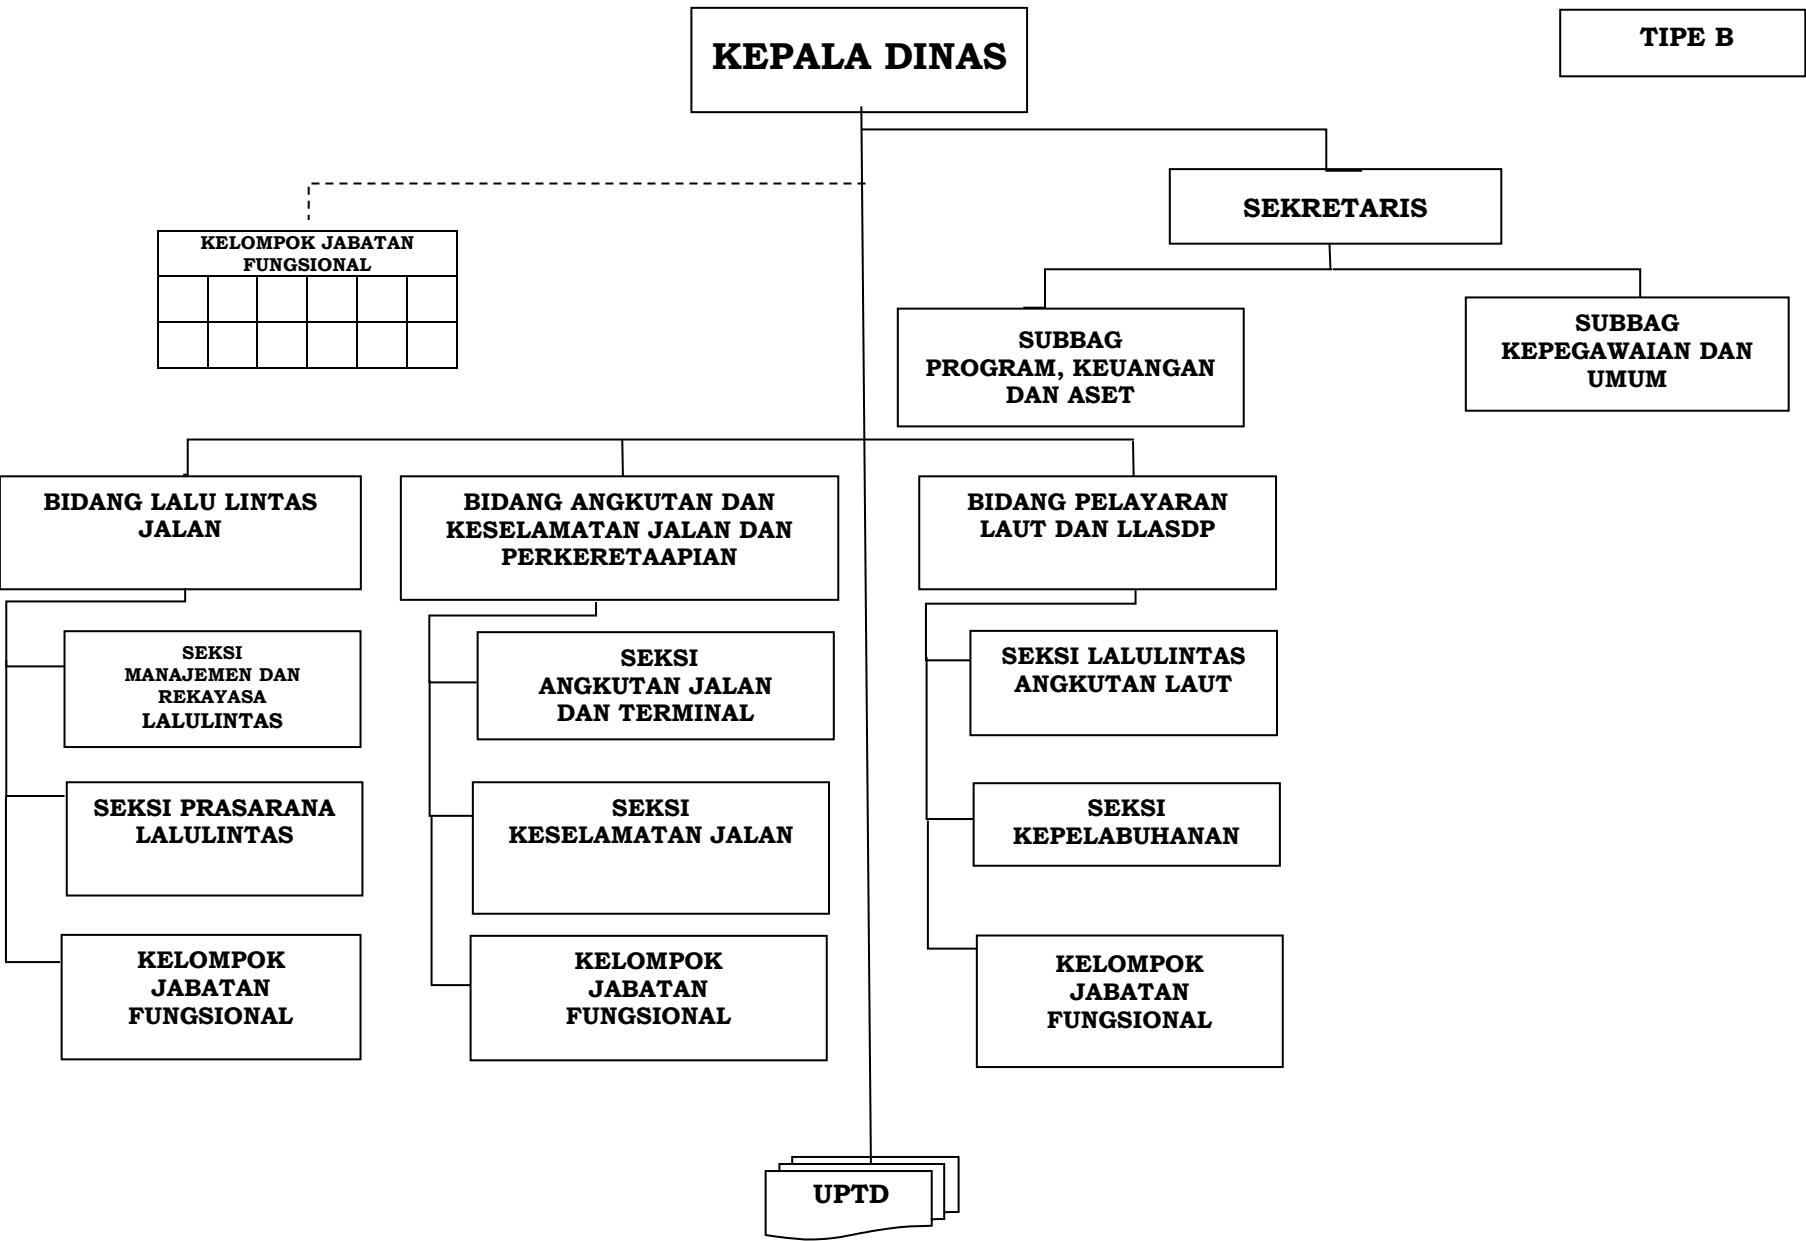 KEPALA DINAS
TIPE B
SEKRETARIS
KELOMPOK JABATAN
FUNGSIONAL
SUBBAG
PROGRAM, KEUANGAN
DAN ASET
SUBBAG
KEPEGAWAIAN DAN
UMUM
BIDANG LALU LINTAS
JALAN
BIDANG ANGKUTAN DAN
KESELAMATAN JALAN DAN
PERKERETAAPIAN
BIDANG PELAYARAN
LAUT DAN LLASDP
SEKSI
MANAJEMEN DAN
REKAYASA
LALULINTAS
SEKSI
ANGKUTAN JALAN
DAN TERMINAL
SEKSI LALULINTAS
ANGKUTAN LAUT
SEKSI PRASARANA
LALULINTAS
SEKSI
KESELAMATAN JALAN
SEKSI
KEPELABUHANAN
KELOMPOK
JABATAN
FUNGSIONAL
KELOMPOK
JABATAN
FUNGSIONAL
KELOMPOK
JABATAN
FUNGSIONAL
UPTD